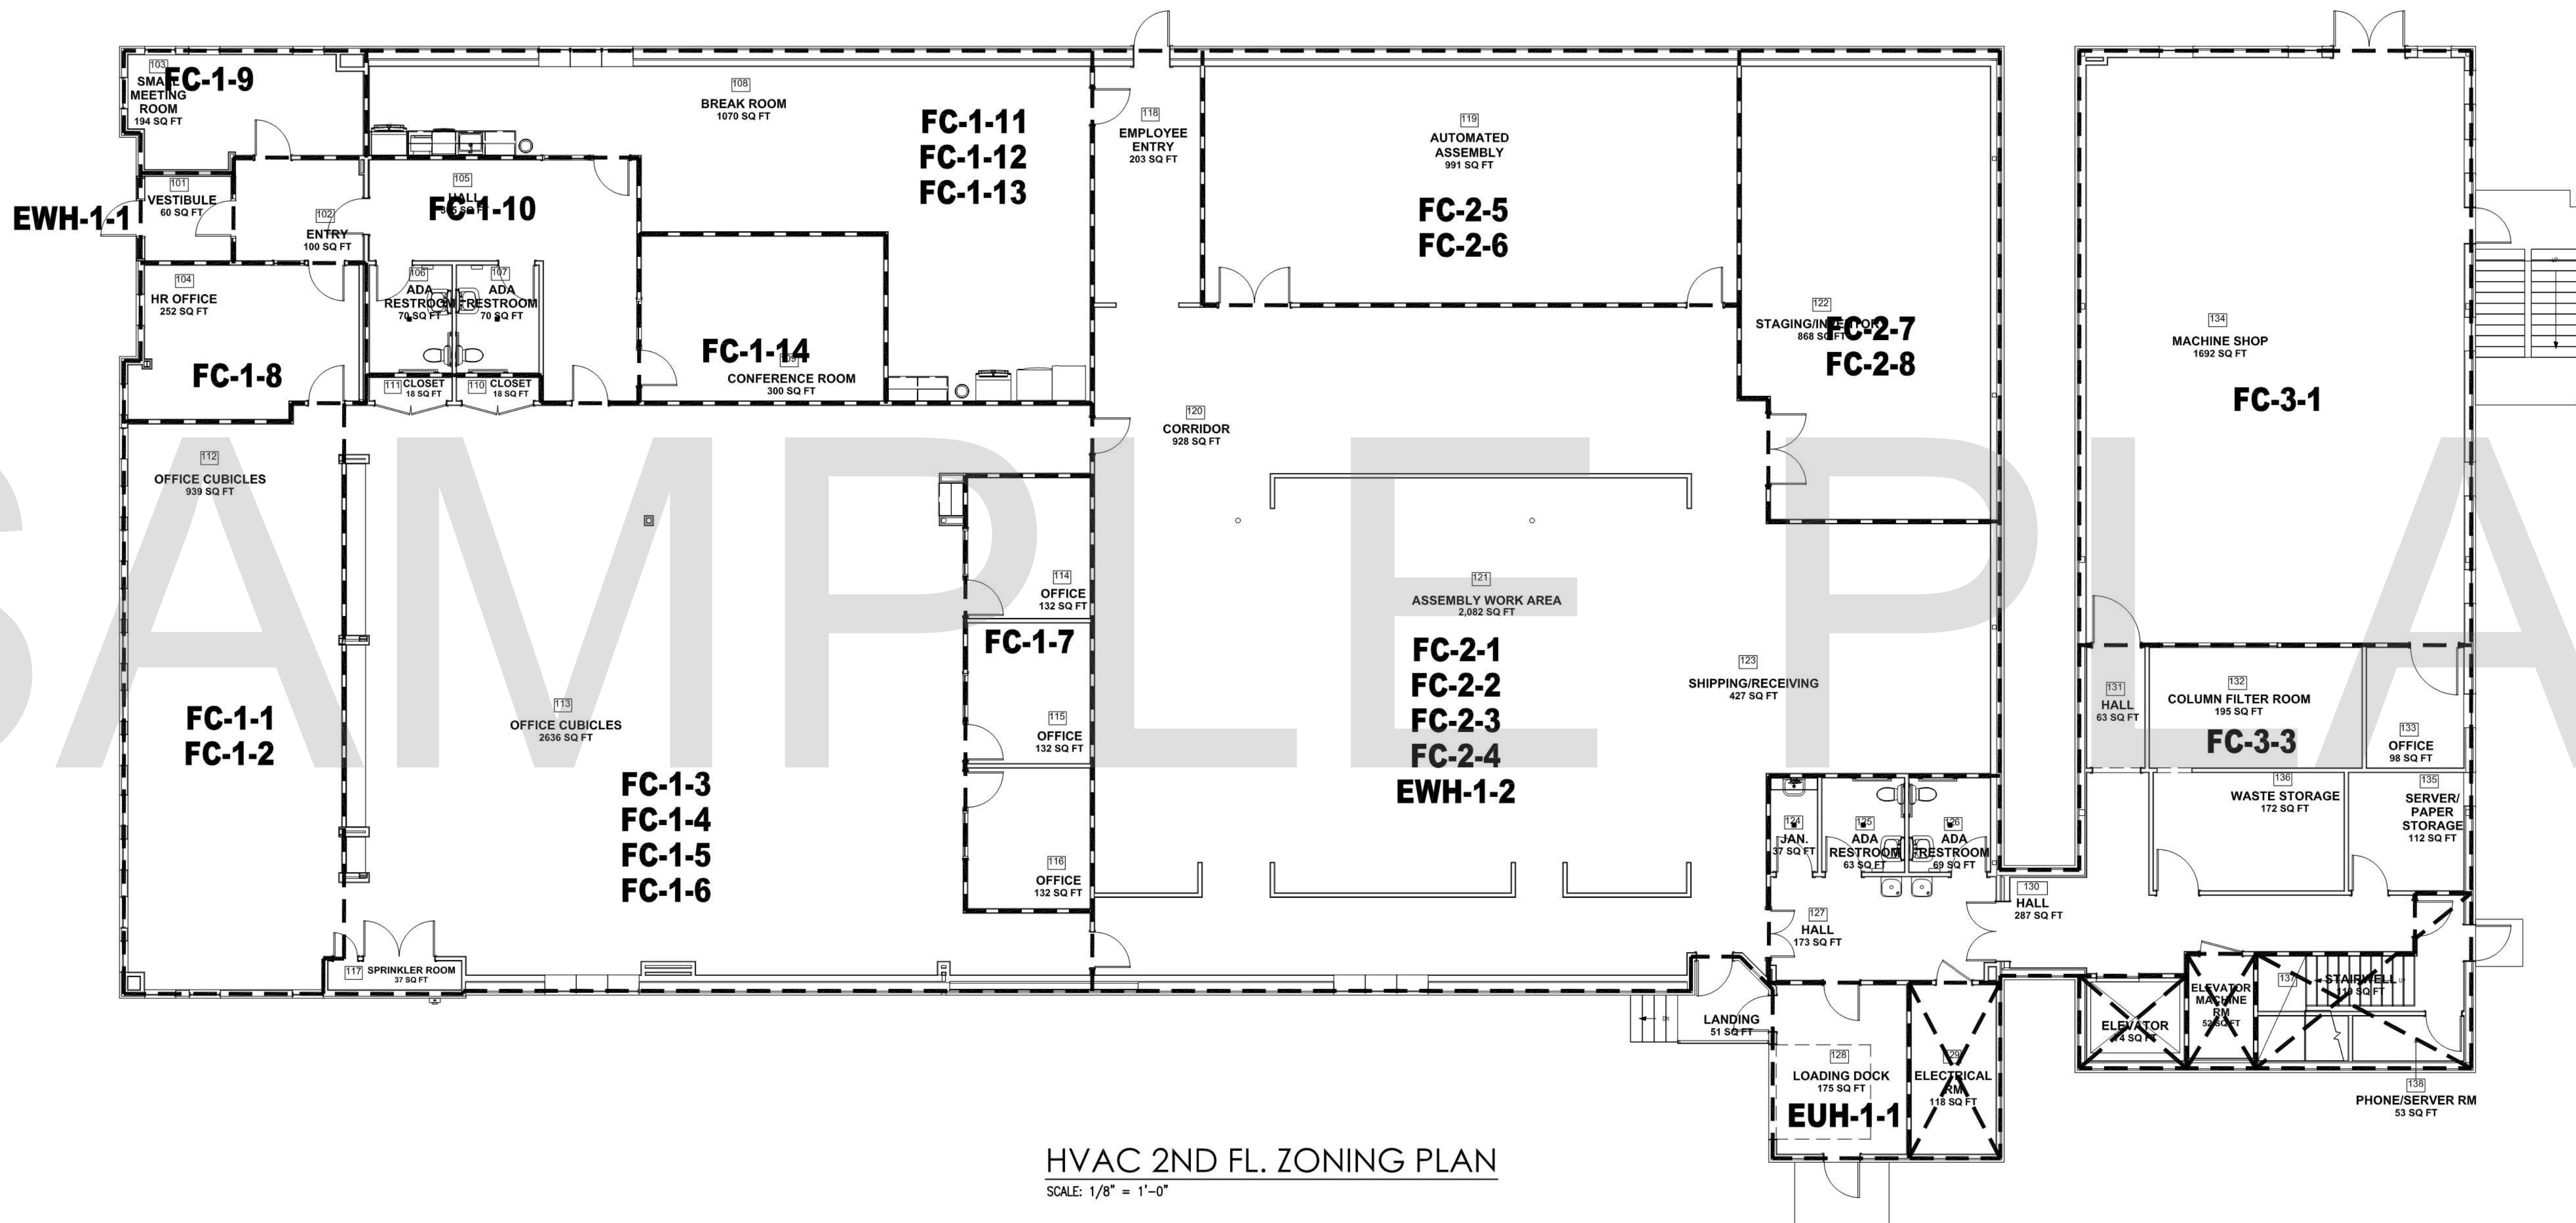 103
SMALL
MEETING
ROOM
194 SQ FT
FC-1-9
108
BREAK ROOM
1070 SQ FT
FC-1-11
FC-1-12
FC-1-13
118
EMPLOYEE
ENTRY
203 SQ FT
119
AUTOMATED
ASSEMBLY
991 SQ FT
FC-2-5
FC-2-6
122
STAGING/INVENTORY
868 SQ FT
FC-2-7
FC-2-8
134
MACHINE SHOP
1692 SQ FT
FC-3-1
UP
EWH-1-1
101
VESTIBULE
60 SQ FT
102
ENTRY
100 SQ FT
105
HALL
FC-1-10
104
HR OFFICE
252 SQ FT
FC-1-8
106
ADA
RESTROOM
70 SQ FT
107
ADA
RESTROOM
70 SQ FT
111 CLOSET
18 SQ FT
110 CLOSET
18 SQ FT
FC-1-14
109
CONFERENCE ROOM
300 SQ FT
120
CORRIDOR
928 SQ FT
SAMPLE PLA
112
OFFICE CUBICLES
939 SQ FT
FC-1-1
FC-1-2
113
OFFICE CUBICLES
2636 SQ FT
FC-1-3
FC-1-4
FC-1-5
FC-1-6
114
OFFICE
132 SQ FT
FC-1-7
115
OFFICE
132 SQ FT
116
OFFICE
132 SQ FT
121
ASSEMBLY WORK AREA
2,082 SQ FT
FC-2-1
FC-2-2
FC-2-3
FC-2-4
EWH-1-2
123
SHIPPING/RECEIVING
427 SQ FT
131
HALL
63 SQ FT
132
COLUMN FILTER ROOM
195 SQ FT
FC-3-3
133
OFFICE
98 SQ FT
136
WASTE STORAGE
172 SQ FT
135
SERVER/
PAPER
STORAGE
112 SQ FT
124
JAN.
37 SQ FT
125
ADA
RESTROOM
63 SQ FT
126
ADA
RESTROOM
69 SQ FT
127
HALL
173 SQ FT
130
HALL
287 SQ FT
117 SPRINKLER ROOM
37 SQ FT
DN
LANDING
51 SQ FT
128
LOADING DOCK
175 SQ FT
EUH-1-1
129
ELECTRICAL
RM
118 SQ FT
ELEVATOR
74 SQ FT
ELEVATOR
MACHINE
RM
52 SQ FT
137
STAIRWELL
UP
138
PHONE/SERVER RM
53 SQ FT
HVAC 2ND FL. ZONING PLAN
SCALE: 1/8" = 1'-0"